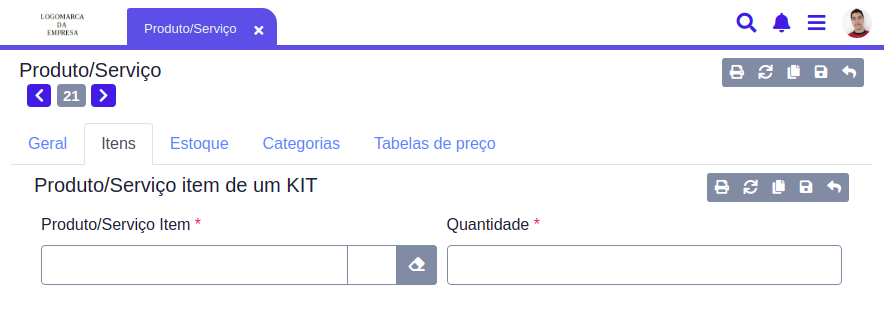 LOGOMARCA
DA
EMPRESA
Produto/Serviço
Produto/Serviço
21
Geral Itens Estoque Categorias Tabelas de preço
Produto/Serviço item de um KIT
Produto/Serviço Item * Quantidade *